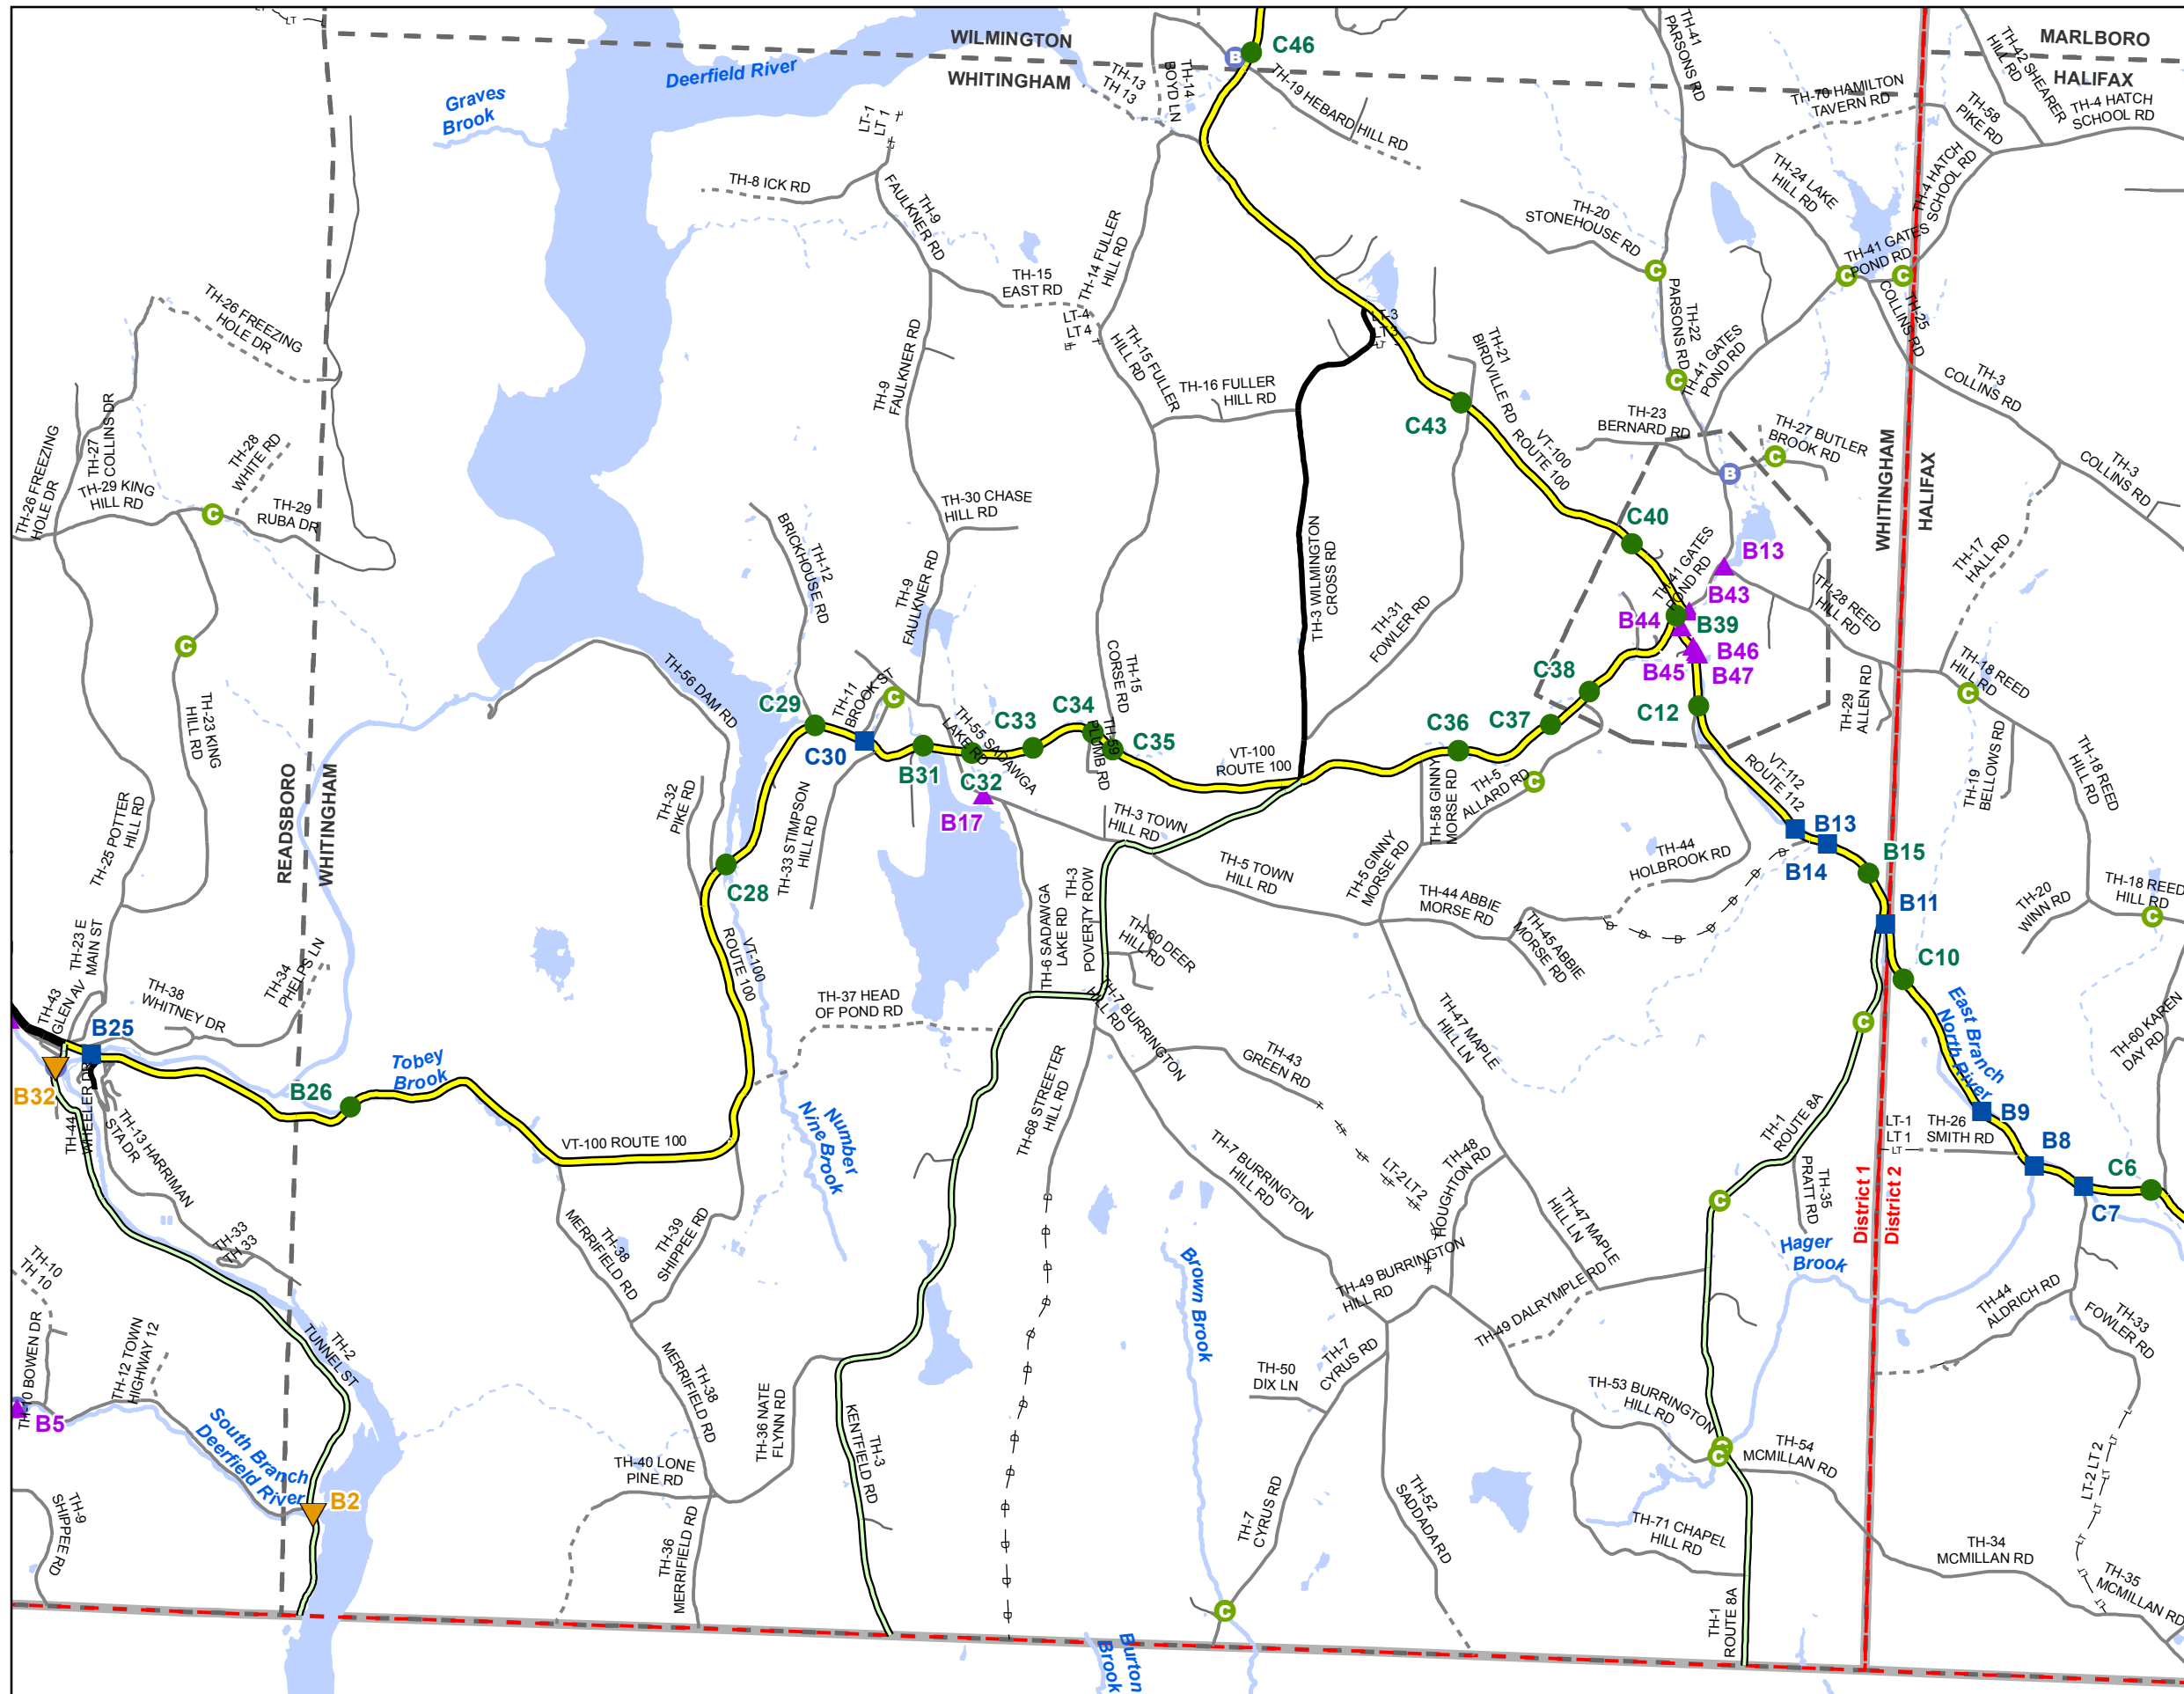 LT
LT
WILMINGTON
WHITINGHAM
MARLBORO
HALIFAX
Deerfield River
Graves
Brook
B
C46
TH-13
TH 13
TH-14
BOYD LN
TH-19 HEBARD HILL RD
TH-41
PARSONS RD
TH-70 HAMILTON
TAVERN RD
TH-42 SHEARER
HILL RD
TH-58
PIKE RD
TH-4 HATCH
SCHOOL RD
LT-1
LT 1
TH-8 ICK RD
TH-9
FAULKNER RD
TH-15
EAST RD
TH-14 FULLER
HILL RD
LT-4
LT 4
TH-15 FULLER
HILL RD
TH-16 FULLER
HILL RD
LT-3
LT
TH-20
STONEHOUSE RD
C
TH-24 LAKE
HILL RD
TH-4 HATCH
SCHOOL RD
TH-41 GATES
POND RD
C
C
TH-25
COLLINS RD
TH-22
PARSONS RD
C
TH-41 GATES
POND RD
TH-3
COLLINS RD
TH-3
COLLINS RD
TH-26 FREEZING
HOLE DR
TH-27
COLLINS DR
TH-26 FREEZING
HOLE DR
TH-29 KING
HILL RD
TH-28
WHITE RD
TH-29
RUBA DR
C
C
TH-23 KING
HILL RD
TH-9
FAULKNER RD
TH-30 CHASE
HILL RD
TH-9
FAULKNER RD
TH-12
BRICKHOUSE RD
TH-21
BIRDVILLE RD
C43
VT-100
ROUTE 100
TH-23
BERNARD RD
TH-27 BUTLER
BROOK RD
C
B
WHITINGHAM
HALIFAX
TH-17
HALL RD
C40
TH-41 GATES
POND RD
B13
B43
B44
B39
B46
B45
B47
TH-28 REED
HILL RD
TH-18 REED
HILL RD
C
TH-3 WILMINGTON
CROSS RD
TH-31
FOWLER RD
TH-56 DAM RD
C29
TH-11
BROOK ST
C
C30
B31
TH-55 SADAWGA
LAKE RD
C32
C33
C34
C35
TH-15
CORSE RD
TH-59
PLUMB RD
B17
VT-100
ROUTE 100
C36
C37
C38
C12
TH-29
ALLEN RD
TH-19
BELLOWS RD
TH-18 REED
HILL RD
READSBORO
WHITINGHAM
TH-25 POTTER
HILL RD
TH-32
PIKE RD
TH-33 STIMPSON
HILL RD
C28
TH-3 TOWN
HILL RD
TH-5 TOWN
HILL RD
TH-58 GINNY
MORSE RD
TH-5
ALLARD RD
C
TH-5 GINNY
MORSE RD
VT-112
ROUTE 112
B13
B14
B15
B11
TH-44
HOLBROOK RD
TH-44 ABBIE
MORSE RD
TH-45 ABBIE
MORSE RD
TH-20
WINN RD
TH-18 REED
HILL RD
C
TH-23 E
MAIN ST
TH-43
GLEN AV
B25
TH-38
WHITNEY DR
TH-34
PHELPS LN
VT-100
ROUTE 100
TH-37 HEAD
OF POND RD
TH-6 SADAWGA
LAKE RD
TH-3
POVERTY ROW
TH-60 DEER
HILL RD
TH-7 BURRINGTON
HILL RD
C10
C
East Branch
North River
TH-60 KAREN
DAY RD
B32
TH-44
WHEELER DR
B26
Tobey
Brook
VT-100 ROUTE 100
Number
Nine Brook
TH-68 STREETER
HILL RD
TH-43
GREEN RD
TH-47 MAPLE
HILL LN
TH-1
ROUTE 8A
LT-1
LT 1
LT
TH-26
SMITH RD
B9
B8
C6
C7
TH-13 HARRIMAN
STA DR
TH-33
TH 33
TH-10
TH 10
TH-10 BOWEN DR
TH-12 TOWN
HIGHWAY 12
TH-2
TUNNEL ST
B5
South Branch
Deerfield River
B2
TH-9
SHIPPEE RD
TH-38
MERRIFIELD RD
TH-39
SHIPPEE RD
TH-38
MERRIFIELD RD
TH-36 NATE
FLYNN RD
TH-40 LONE
PINE RD
TH-36
MERRIFIELD RD
TH-3
KENTFIELD RD
TH-7 BURRINGTON
HILL RD
LT-2 LT 2
TH-48
HOUGHTON RD
TH-47 MAPLE
HILL LN
C
TH-35
PRATT RD
District 1
District 2
Hager
Brook
Brown Brook
TH-49 BURRINGTON
HILL RD
TH-49 DALRYMPLE RD E
TH-50
DIX LN
TH-7
CYRUS RD
TH-7
CYRUS RD
TH-52
SADDADA RD
TH-53 BURRINGTON
HILL RD
C
C
TH-54
MCMILLAN RD
TH-71 CHAPEL
HILL RD
TH-44
ALDRICH RD
TH-33
FOWLER RD
LT-2 LT 2
TH-34
MCMILLAN RD
TH-35
MCMILLAN RD
TH-1
ROUTE 8A
C
Burton
Brook